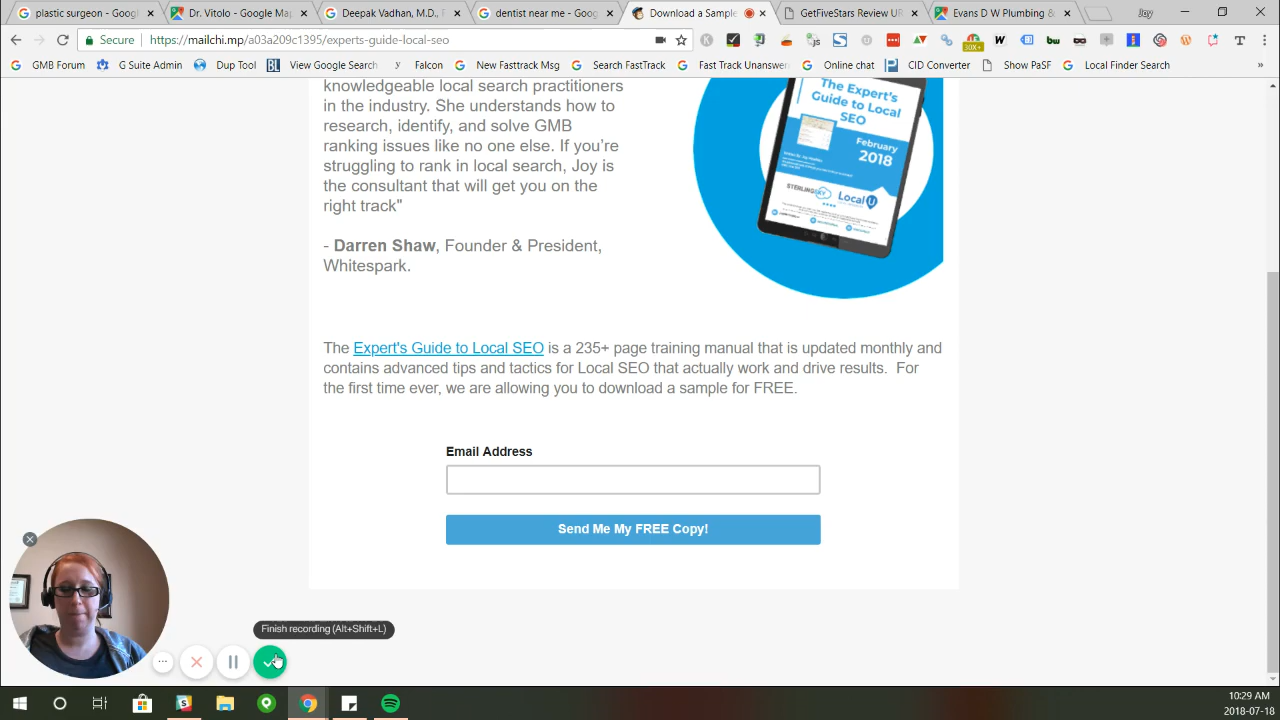 plastic surgeon - Goog
Dr. Vitolo - Google Ma
Deepak Vadhan, M.D., F
dentist near me - Goog
Download a Sample
GetFiveStars Review UR
Evans D W Plumbing &
Joy
Secure
https://mailchi.mp/a03a209c1395/experts-guide-local-seo
30X+
GMB Forum
G Suite Admin
Dup Tool
BL View Google Search
Falcon
New Fasttrack Msg
Search FastTrack
Fast Track Unanswer
Online chat
CID Converter
Show PaSF
Local Finder Search
»
knowledgeable local search practitioners
in the industry. She understands how to
research, identify, and solve GMB
ranking issues like no one else. If you're
struggling to rank in local search, Joy is
the consultant that will get you on the
right track"
- Darren Shaw, Founder & President,
Whitespark.
The Expert's
Guide to Local
SEO
February
2018
STERLINGSKY
Local U
The Expert's Guide to Local SEO is a 235+ page training manual that is updated monthly and
contains advanced tips and tactics for Local SEO that actually work and drive results. For
the first time ever, we are allowing you to download a sample for FREE.
Email Address
Send Me My FREE Copy!
Finish recording (Alt+Shift+L)
10:29 AM
2018-07-18